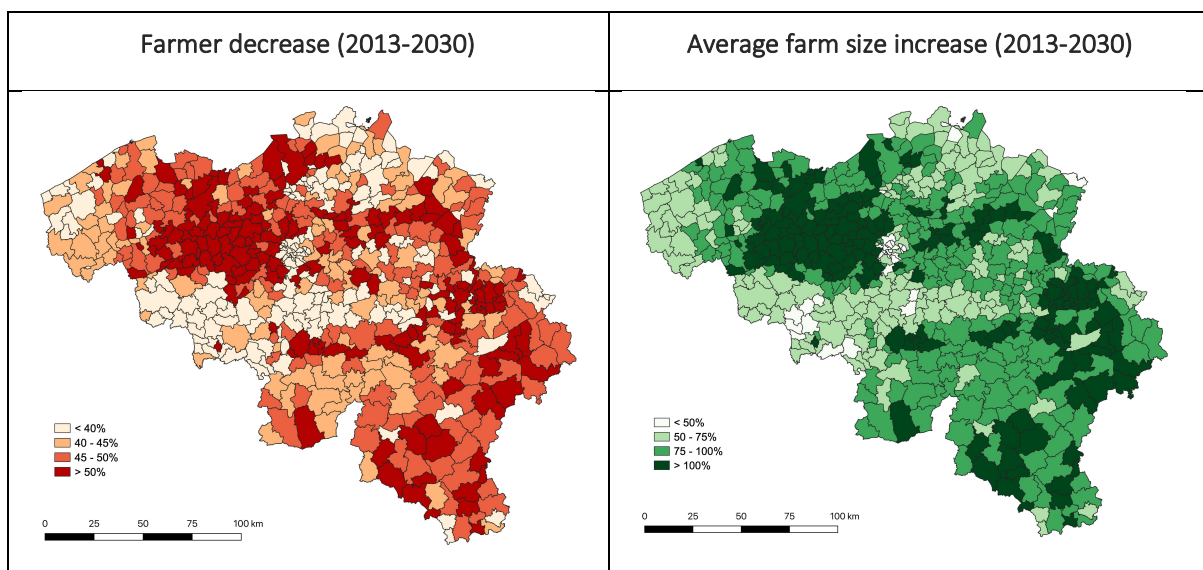 Farmer decrease (2013-2030)
Average farm size increase (2013-2030)
< 40%
40 - 45%
45 - 50%
> 50%
0 25 50 75 100 km
< 50%
50 - 75%
75 - 100%
> 100%
0 25 50 75 100 km